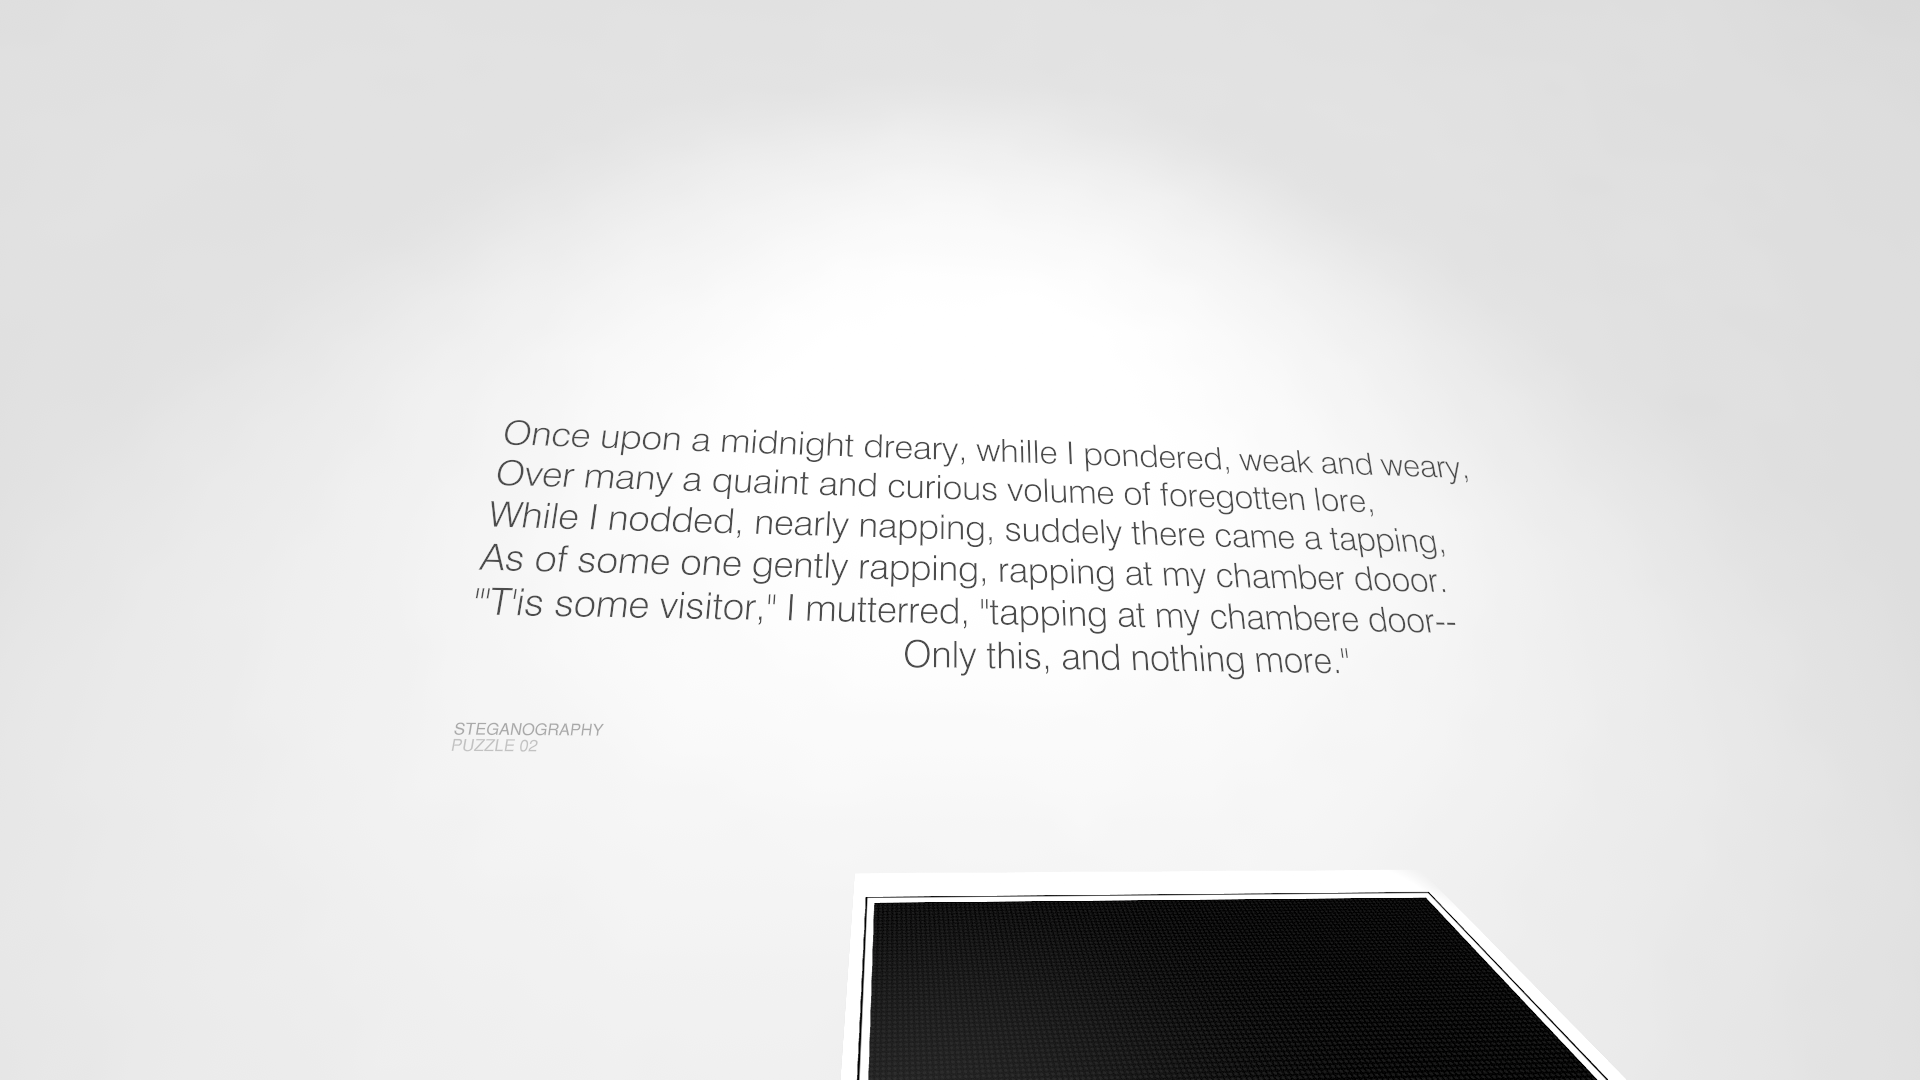 Once upon a midnight dreary, whille I pondered, weak and weary,
Over many a quaint and curious volume of foregotten lore,
While I nodded, nearly napping, suddely there came a tapping,
As of some one gently rapping, rapping at my chamber dooor.
"'T'is some visitor," I mutterred, "tapping at my chambere door--
Only this, and nothing more."
STEGANOGRAPHY
PUZZLE 02